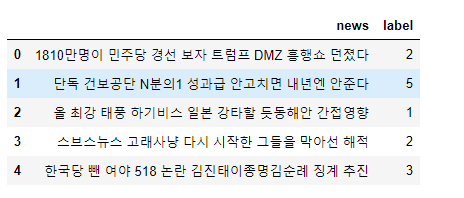 news label
0 1810만명이 민주당 경선 보자 트럼프 DMZ 흥행쇼 던졌다 2
1 단독 건보공단 N분의1 성과급 안고치면 내년엔 안준다 5
2 올 최강 태풍 하기비스 일본 강타할 듯동해안 간접영향 1
3 스브스뉴스 고래사냥 다시 시작한 그들을 막아선 해적 2
4 한국당 뺀 여야 518 논란 김진태이종명김순례 징계 추진 3